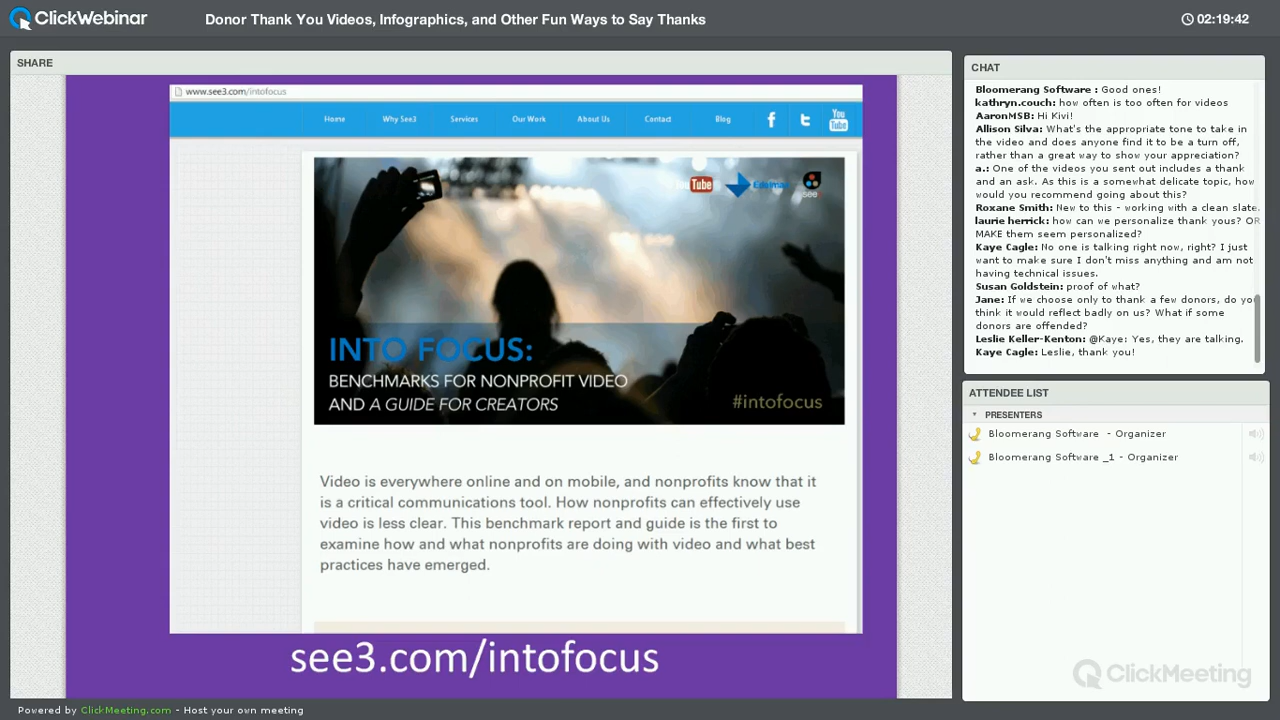 ClickWebinar
Donor Thank You Videos, Infographics, and Other Fun Ways to Say Thanks
02:19:42
SHARE
www.see3.com/intofocus
Home Why See3 Services Our Work About Us Contact Blog f t You Tube
YouTube Edelman see
INTO FOCUS:
BENCHMARKS FOR NONPROFIT VIDEO
AND A GUIDE FOR CREATORS
#intofocus
Video is everywhere online and on mobile, and nonprofits know that it
is a critical communications tool. How nonprofits can effectively use
video is less clear. This benchmark report and guide is the first to
examine how and what nonprofits are doing with video and what best
practices have emerged.
see3.com/intofocus
CHAT
Bloomerang Software : Good ones!
kathryn.couch: how often is too often for videos
AaronMSB: Hi Kivi!
Allison Silva: What's the appropriate tone to take in
the video and does anyone find it to be a turn off,
rather than a great way to show your appreciation?
a.: One of the videos you sent out includes a thank
and an ask. As this is a somewhat delicate topic, how
would you recommend going about this?
Roxane Smith: New to this - working with a clean slate.
laurie herrick: how can we personalize thank yous? OR
MAKE them seem personalized?
Kaye Cagle: No one is talking right now, right? I just
want to make sure I don't miss anything and am not
having technical issues.
Susan Goldstein: proof of what?
Jane: If we choose only to thank a few donors, do you
think it would reflect badly on us? What if some
donors are offended?
Leslie Keller-Kenton: @Kaye: Yes, they are talking.
Kaye Cagle: Leslie, thank you!
ATTENDEE LIST
PRESENTERS
Bloomerang Software - Organizer
Bloomerang Software _1 - Organizer
ClickMeeting
Powered by ClickMeeting.com - Host your own meeting